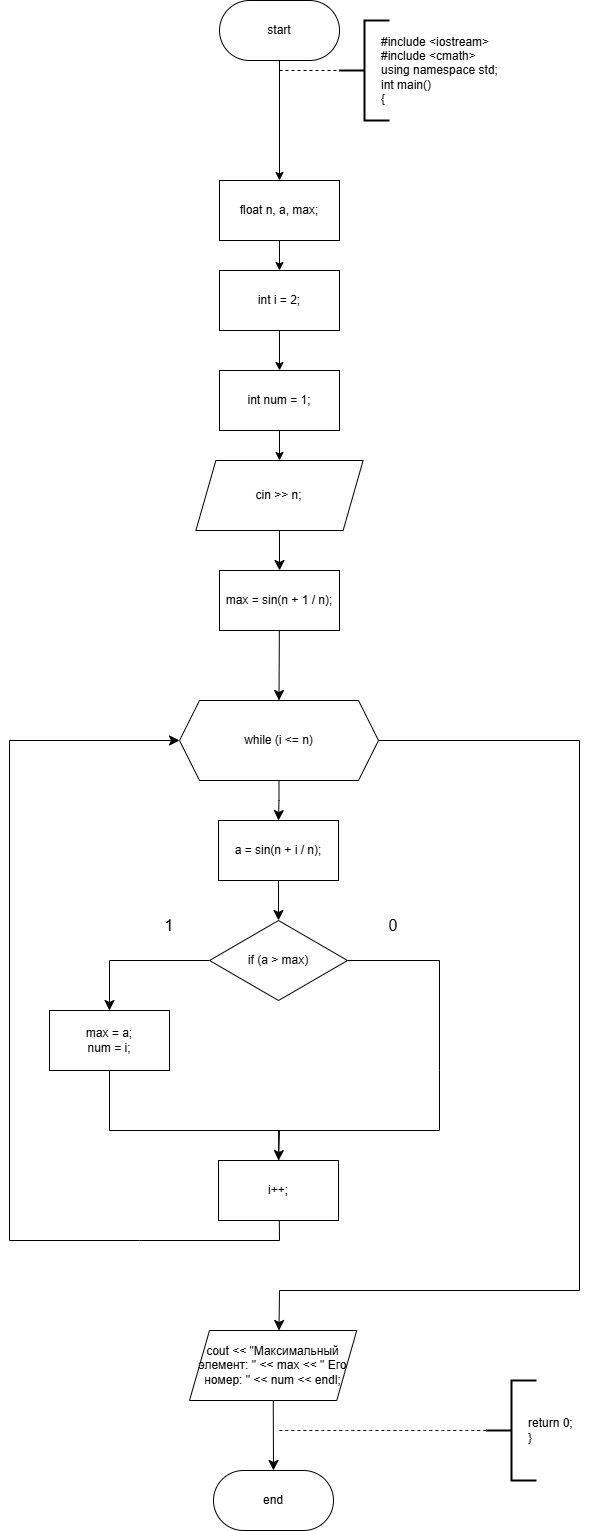 start
#include <iostream>
#include <cmath>
using namespace std;
int main()
{
float n, a, max;
int i = 2;
int num = 1;
cin >> n;
max = sin(n + 1 / n);
while (i <= n)
a = sin(n + i / n);
1
0
if (a > max)
max = a;
num = i;
i++;
cout << "Максимальный
элемент: " << max << " Его
номер: " << num << endl;
return 0;
}
end